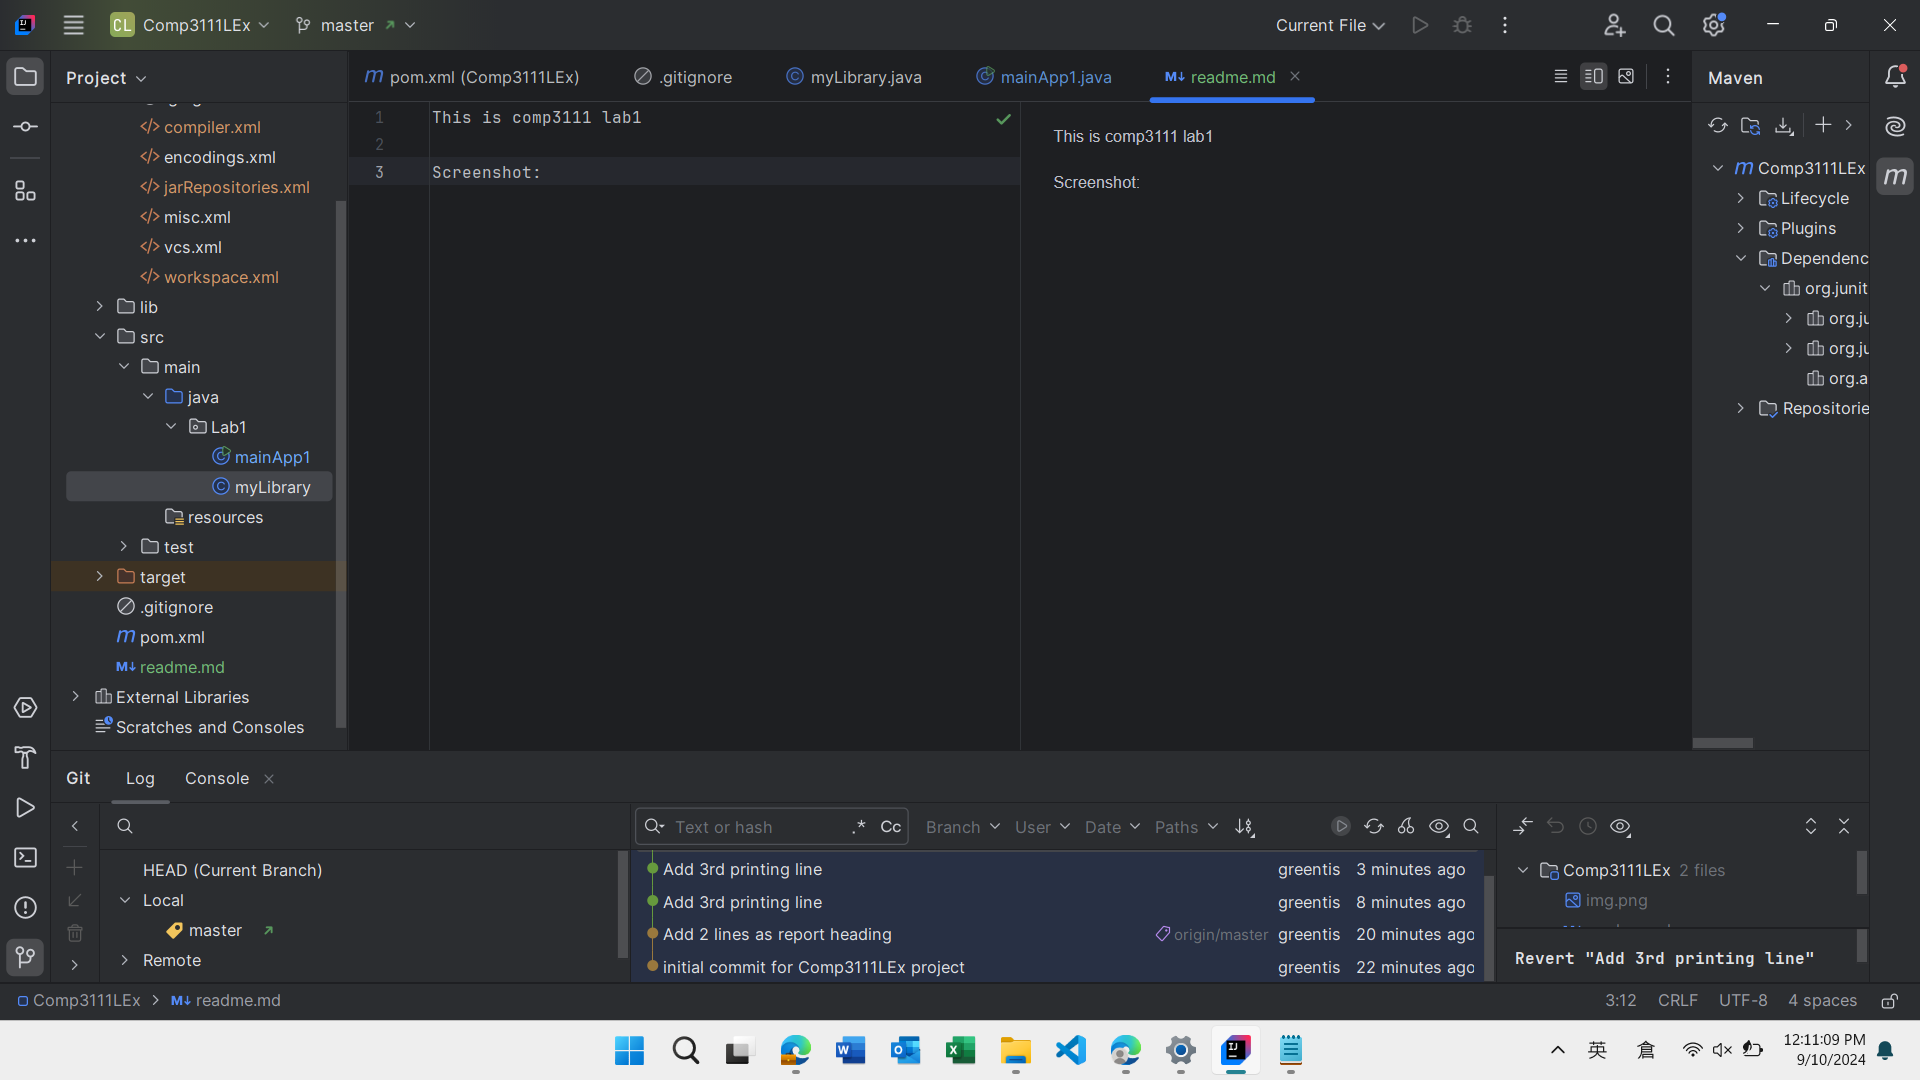 CL Comp3111LEx master Current File
Project
pom.xml (Comp3111LEx) .gitignore myLibrary.java mainApp1.java M↓ readme.md
Maven
compiler.xml
encodings.xml
jarRepositories.xml
misc.xml
vcs.xml
workspace.xml
lib
src
main
java
Lab1
mainApp1
myLibrary
resources
test
target
.gitignore
pom.xml
M↓ readme.md
External Libraries
Scratches and Consoles
1 This is comp3111 lab1
2
3 Screenshot:
This is comp3111 lab1
Screenshot:
Comp3111LEx
Lifecycle
Plugins
Dependenc
org.junit
org.ju
org.ju
org.a
Repositorie
Git Log Console
Text or hash .* Cc Branch User Date Paths
HEAD (Current Branch)
Local
master
Remote
Add 3rd printing line greentis 3 minutes ago
Add 3rd printing line greentis 8 minutes ago
Add 2 lines as report heading origin/master greentis 20 minutes ago
initial commit for Comp3111LEx project greentis 22 minutes ago
Comp3111LEx 2 files
img.png
Revert "Add 3rd printing line"
Comp3111LEx > M↓ readme.md
3:12 CRLF UTF-8 4 spaces
英 倉 12:11:09 PM
9/10/2024